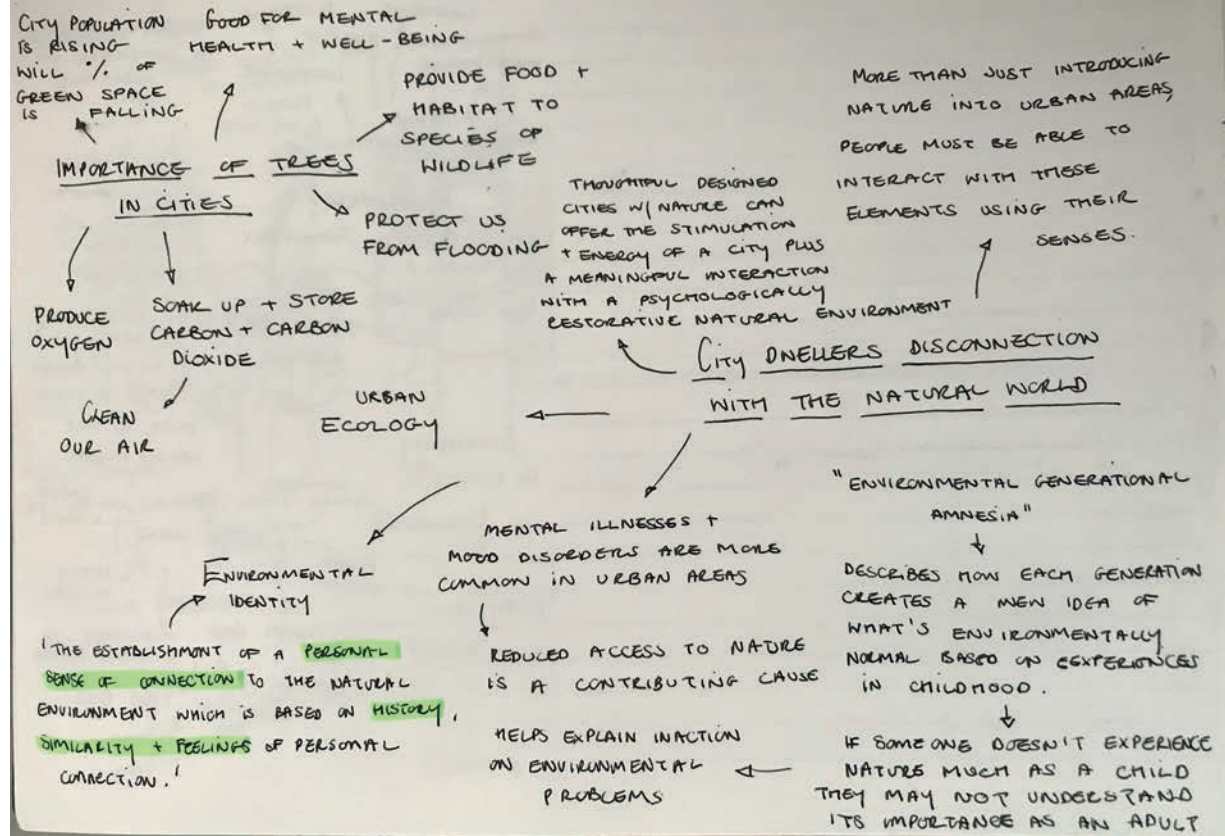 CITY POPULATION
IS RISING
WILL % OF
GREEN SPACE
IS FALLING
GOOD FOR MENTAL
HEALTH + WELL-BEING
PROVIDE FOOD +
HABITAT TO
SPECIES OF
WILDLIFE
IMPORTANCE OF TREES
IN CITIES
PROTECT US
FROM FLOODING
PRODUCE
OXYGEN
SOAK UP + STORE
CARBON + CARBON
DIOXIDE
CLEAN
OUR AIR
MORE THAN JUST INTRODUCING
NATURE INTO URBAN AREAS,
PEOPLE MUST BE ABLE TO
INTERACT WITH THESE
ELEMENTS USING THEIR
SENSES.
THOUGHTFUL DESIGNED
CITIES W/ NATURE CAN
OFFER THE STIMULATION
+ ENERGY OF A CITY PLUS
A MEANINGFUL INTERACTION
WITH A PSYCHOLOGICALLY
RESTORATIVE NATURAL ENVIRONMENT
CITY DWELLERS DISCONNECTION
WITH THE NATURAL WORLD
URBAN
ECOLOGY
ENVIRONMENTAL
IDENTITY
'THE ESTABLISHMENT OF A PERSONAL
SENSE OF CONNECTION TO THE NATURAL
ENVIRONMENT WHICH IS BASED ON HISTORY,
SIMILARITY + FEELINGS OF PERSONAL
CONNECTION.'
MENTAL ILLNESSES +
MOOD DISORDERS ARE MORE
COMMON IN URBAN AREAS
REDUCED ACCESS TO NATURE
IS A CONTRIBUTING CAUSE
"ENVIRONMENTAL GENERATIONAL
AMNESIA"
DESCRIBES HOW EACH GENERATION
CREATES A NEW IDEA OF
WHAT'S ENVIRONMENTALLY
NORMAL BASED ON EXPERIENCES
IN CHILDHOOD.
IF SOMEONE DOESN'T EXPERIENCE
NATURE MUCH AS A CHILD
THEY MAY NOT UNDERSTAND
ITS IMPORTANCE AS AN ADULT
HELPS EXPLAIN INACTION
ON ENVIRONMENTAL
PROBLEMS